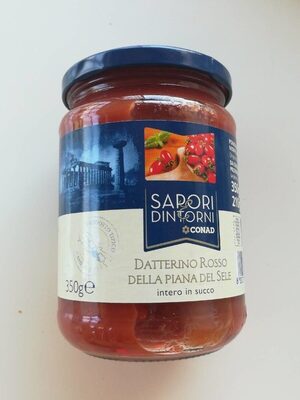 SAPORI
& DINTORNI
CONAD
DATTERINO ROSSO
DELLA PIANA DEL SELE
intero in succo
350g e